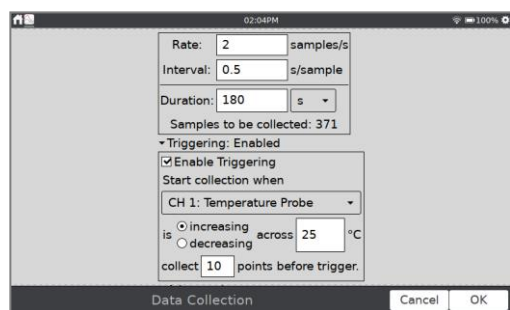 02:04PM 100%
Rate: 2 samples/s
Interval: 0.5 s/sample
Duration: 180 s
Samples to be collected: 371
Triggering: Enabled
Enable Triggering
Start collection when
CH 1: Temperature Probe
is increasing
decreasing across 25 °C
collect 10 points before trigger.
Data Collection Cancel OK